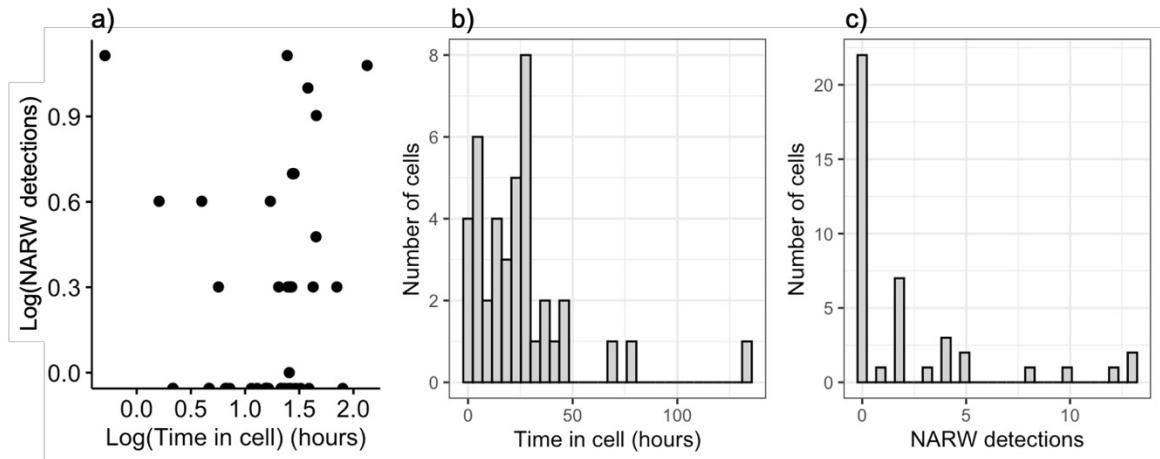 a)
b)
c)
Log(NARW detections)
0.9
0.6
0.3
0.0
0.0 0.5 1.0 1.5 2.0
Log(Time in cell) (hours)
Number of cells
8
6
4
2
0
0 50 100
Time in cell (hours)
Number of cells
20
15
10
5
0
0 5 10
NARW detections